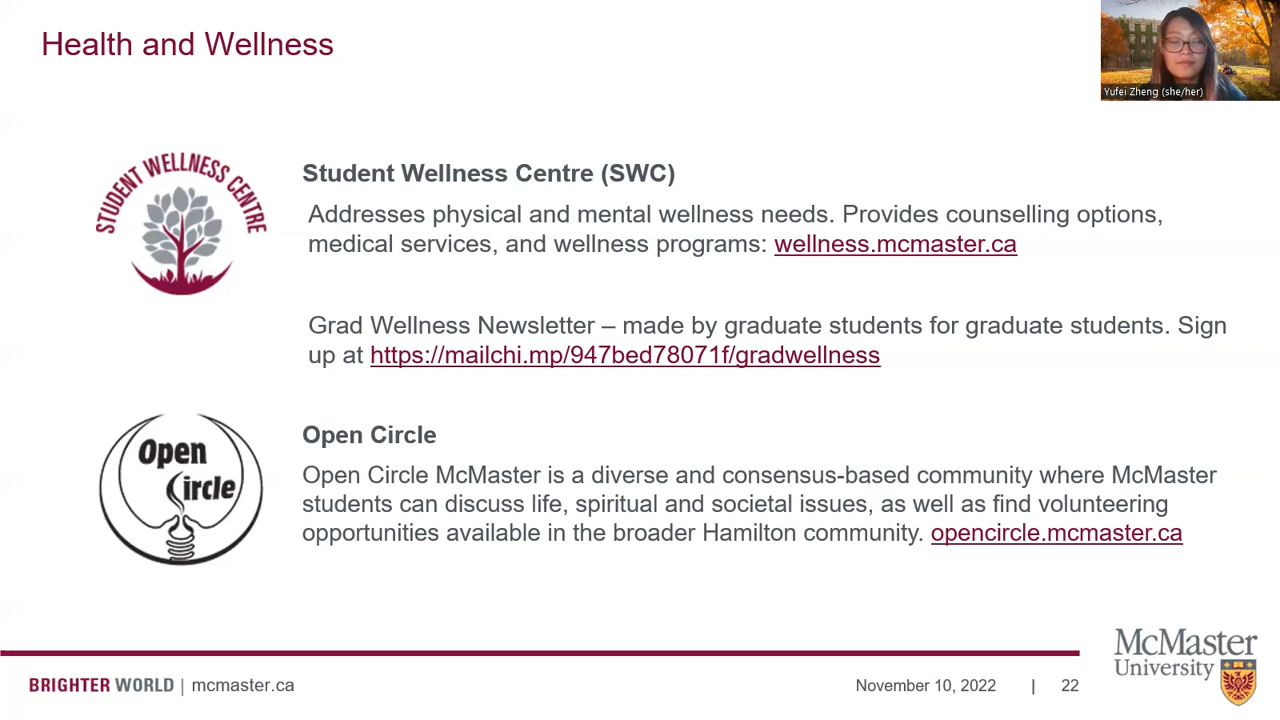 Health and Wellness
Yufei Zheng (she/her)
STUDENT WELLNESS CENTRE
Student Wellness Centre (SWC)
Addresses physical and mental wellness needs. Provides counselling options,
medical services, and wellness programs: wellness.mcmaster.ca
Grad Wellness Newsletter – made by graduate students for graduate students. Sign
up at https://mailchi.mp/947bed78071f/gradwellness
Open
Circle
Open Circle
Open Circle McMaster is a diverse and consensus-based community where McMaster
students can discuss life, spiritual and societal issues, as well as find volunteering
opportunities available in the broader Hamilton community. opencircle.mcmaster.ca
McMaster
University
BRIGHTER WORLD | mcmaster.ca
November 10, 2022 | 22